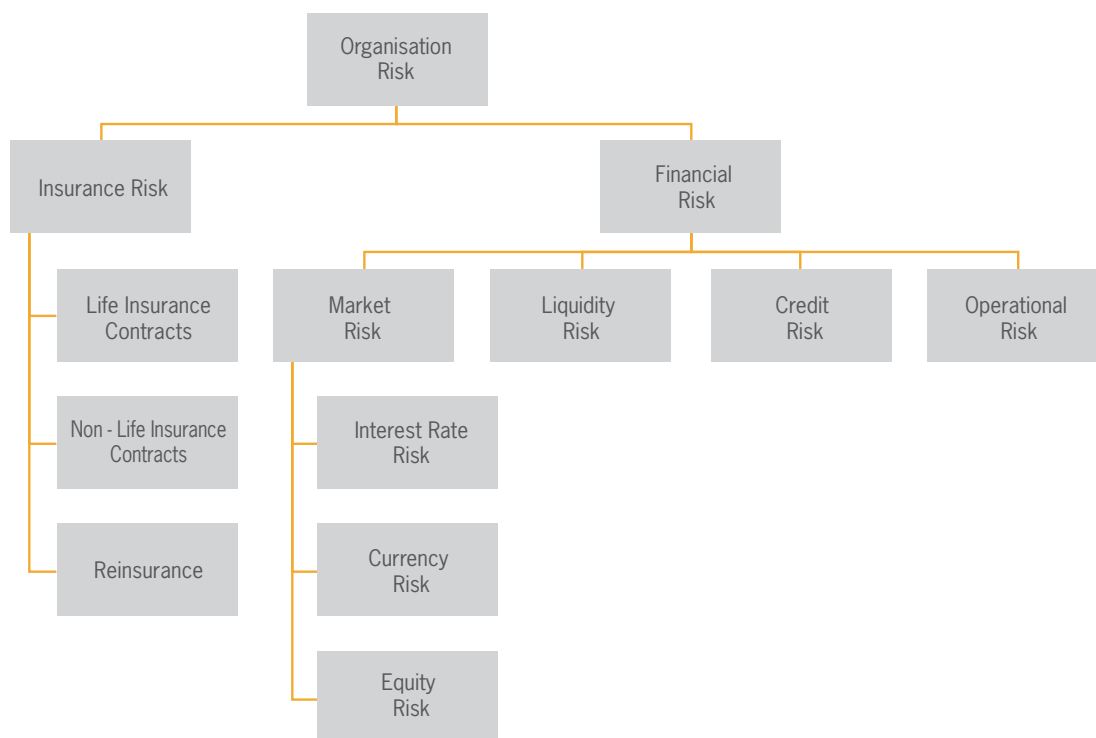 Organisation
Risk
Insurance Risk
Financial
Risk
Life Insurance
Contracts
Market
Risk
Liquidity
Risk
Credit
Risk
Operational
Risk
Non - Life Insurance
Contracts
Interest Rate
Risk
Reinsurance
Currency
Risk
Equity
Risk